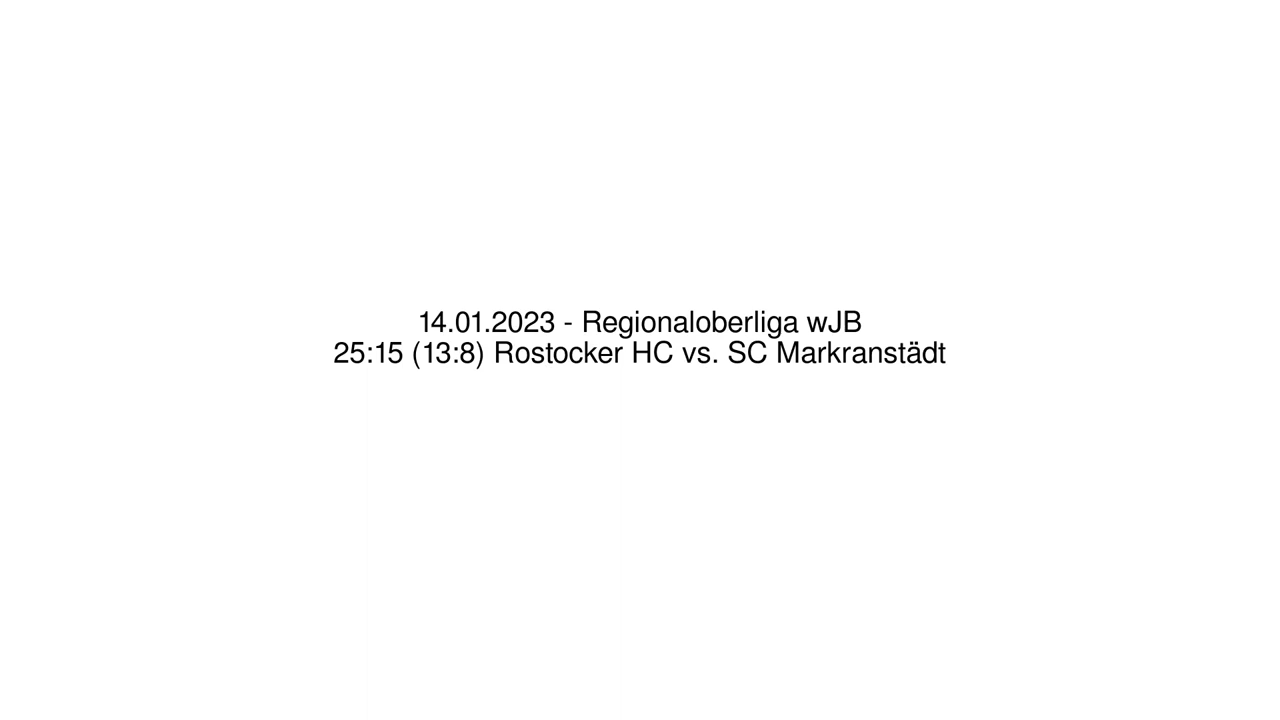 14.01.2023 - Regionaloberliga wJB
25:15 (13:8) Rostocker HC vs. SC Markranstädt